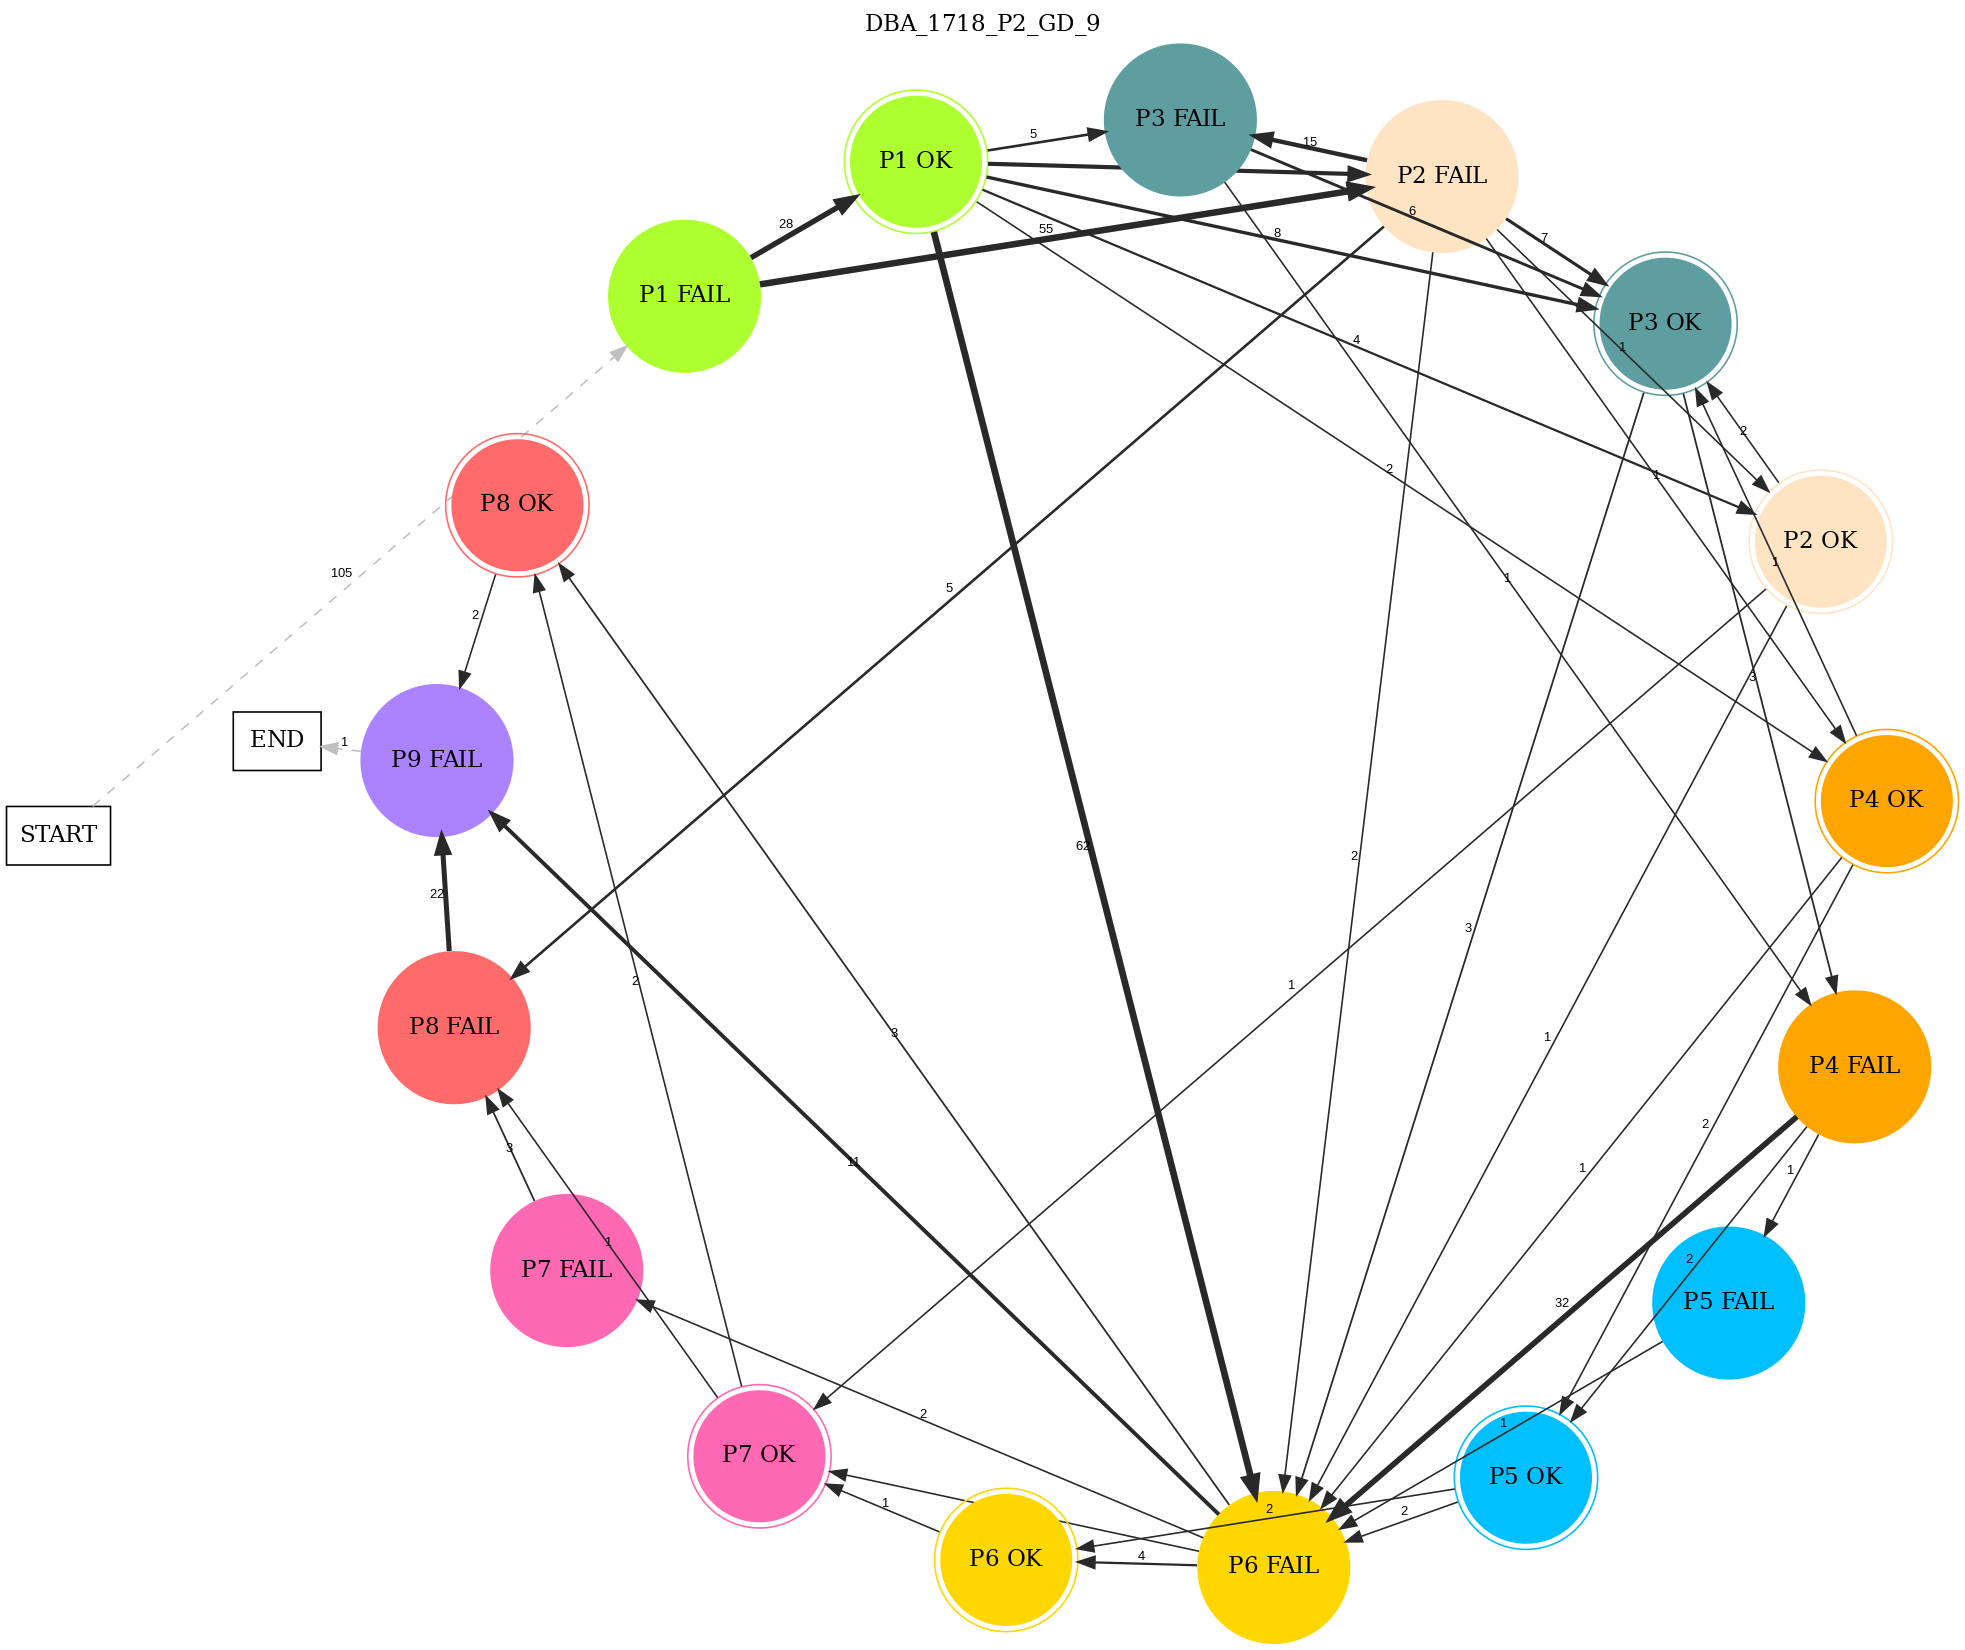 DBA_1718_P2_GD_9
P3 FAIL
P1 OK
5
15
P2 FAIL
28
55
6
8
7
P1 FAIL
P3 OK
4
1
2
2
1
P8 OK
P2 OK
1
105
1
5
2
3
END
1
P9 FAIL
P4 OK
START
62
2
22
3
1
2
3
1
P8 FAIL
1
P4 FAIL
2
3
11
1
1
1
2
P7 FAIL
32
P5 FAIL
2
1
P7 OK
P5 OK
1
2
2
4
P6 OK
P6 FAIL